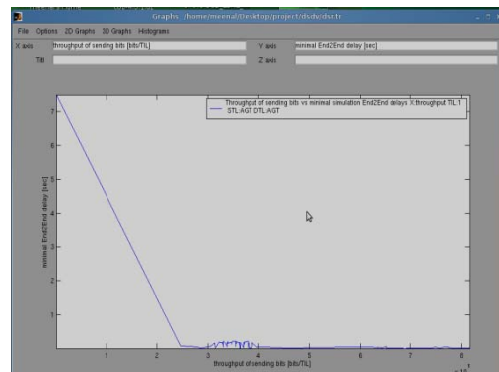 Graphs: /home/meenal/Desktop/project/dsdv/dsr.tr
File Options 2D Graphs 3D Graphs Histograms
X axis throughput of sending bits [bits/TIL] Y axis minimal End2End delay [sec]
Z axis
Throughput of sending bits vs minimal simulation End2End delays X:throughput TIL:1
STL:AGT DTL:AGT
minimal End2End delay [sec]
7
6
5
4
3
2
1
1 2 3 4 5 6 7 8
throughput of sending bits [bits/TIL]